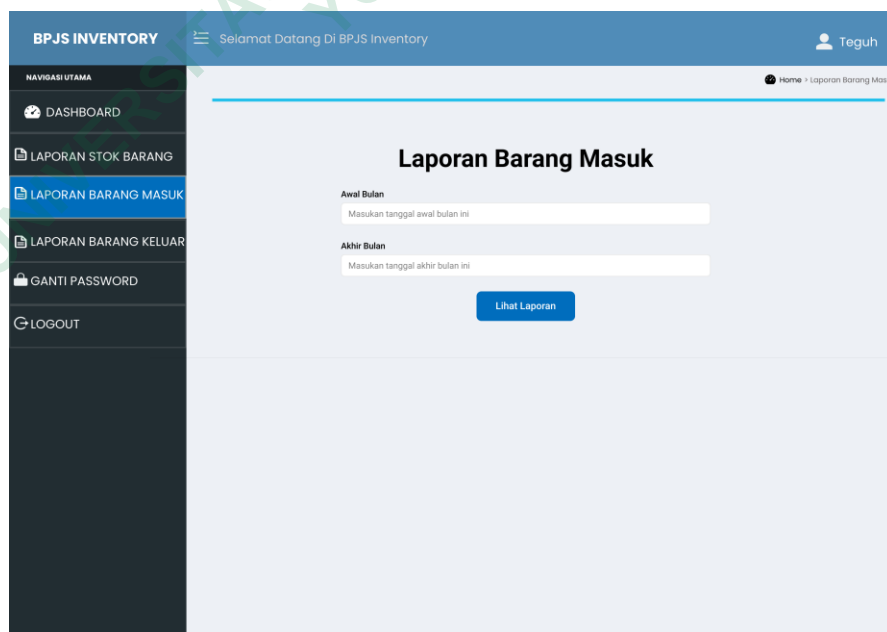 BPJS INVENTORY
Selamat Datang Di BPJS Inventory
Teguh
NAVIGASI UTAMA
Home > Laporan Barang Mas
DASHBOARD
LAPORAN STOK BARANG
LAPORAN BARANG MASUK
LAPORAN BARANG KELUAR
GANTI PASSWORD
LOGOUT
Laporan Barang Masuk
Awal Bulan
Masukan tanggal awal bulan ini
Akhir Bulan
Masukan tanggal akhir bulan ini
Lihat Laporan